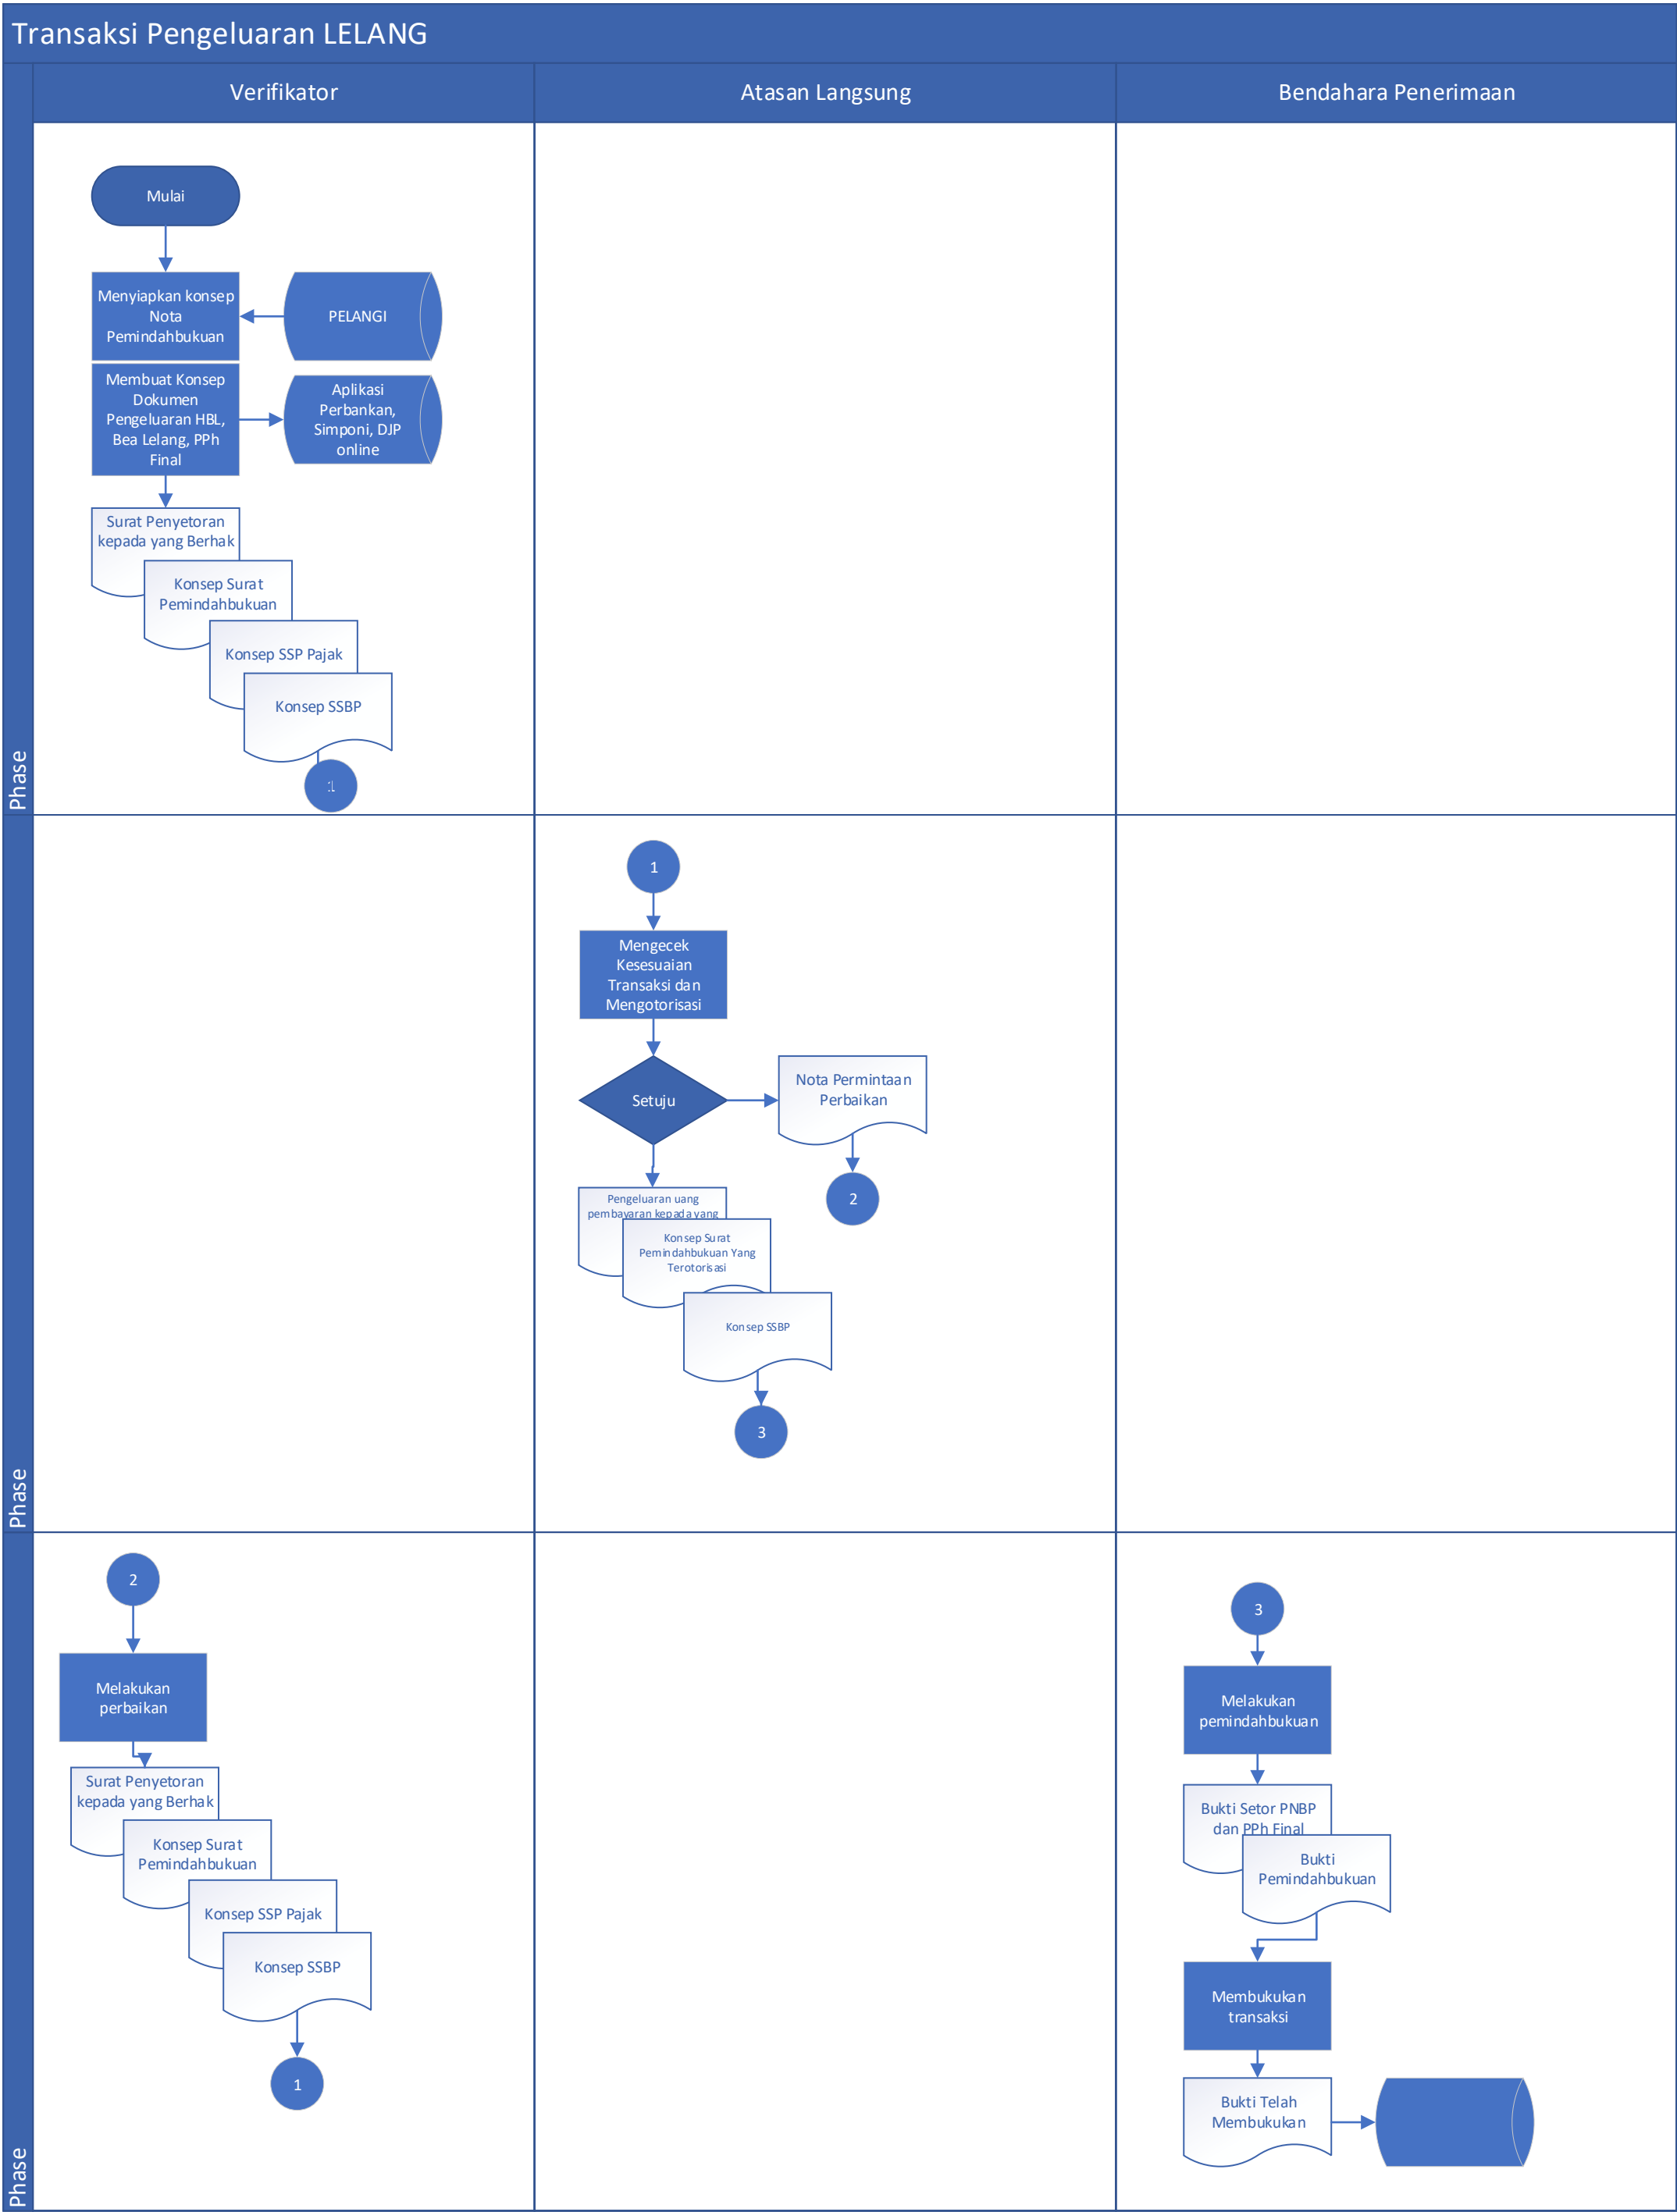 Transaksi Pengeluaran LELANG
Verifikator
Atasan Langsung
Bendahara Penerimaan
Phase
Mulai
Menyiapkan konsep
Nota
Pemindahbukuan
PELANGI
Membuat Konsep
Dokumen
Pengeluaran HBL,
Bea Lelang, PPh
Final
Aplikasi
Perbankan,
Simponi, DJP
online
Surat Penyetoran
kepada yang Berhak
Konsep Surat
Pemindahbukuan
Konsep SSP Pajak
Konsep SSBP
1
Phase
1
Mengecek
Kesesuaian
Transaksi dan
Mengotorisasi
Setuju
Nota Permintaan
Perbaikan
2
Pengeluaran uang
pembayaran kepada yang
Konsep Surat
Pemindahbukuan Yang
Terotorisasi
Konsep SSBP
3
Phase
2
Melakukan
perbaikan
Surat Penyetoran
kepada yang Berhak
Konsep Surat
Pemindahbukuan
Konsep SSP Pajak
Konsep SSBP
1
3
Melakukan
pemindahbukuan
Bukti Setor PNBP
dan PPh Final
Bukti
Pemindahbukuan
Membukukan
transaksi
Bukti Telah
Membukukan